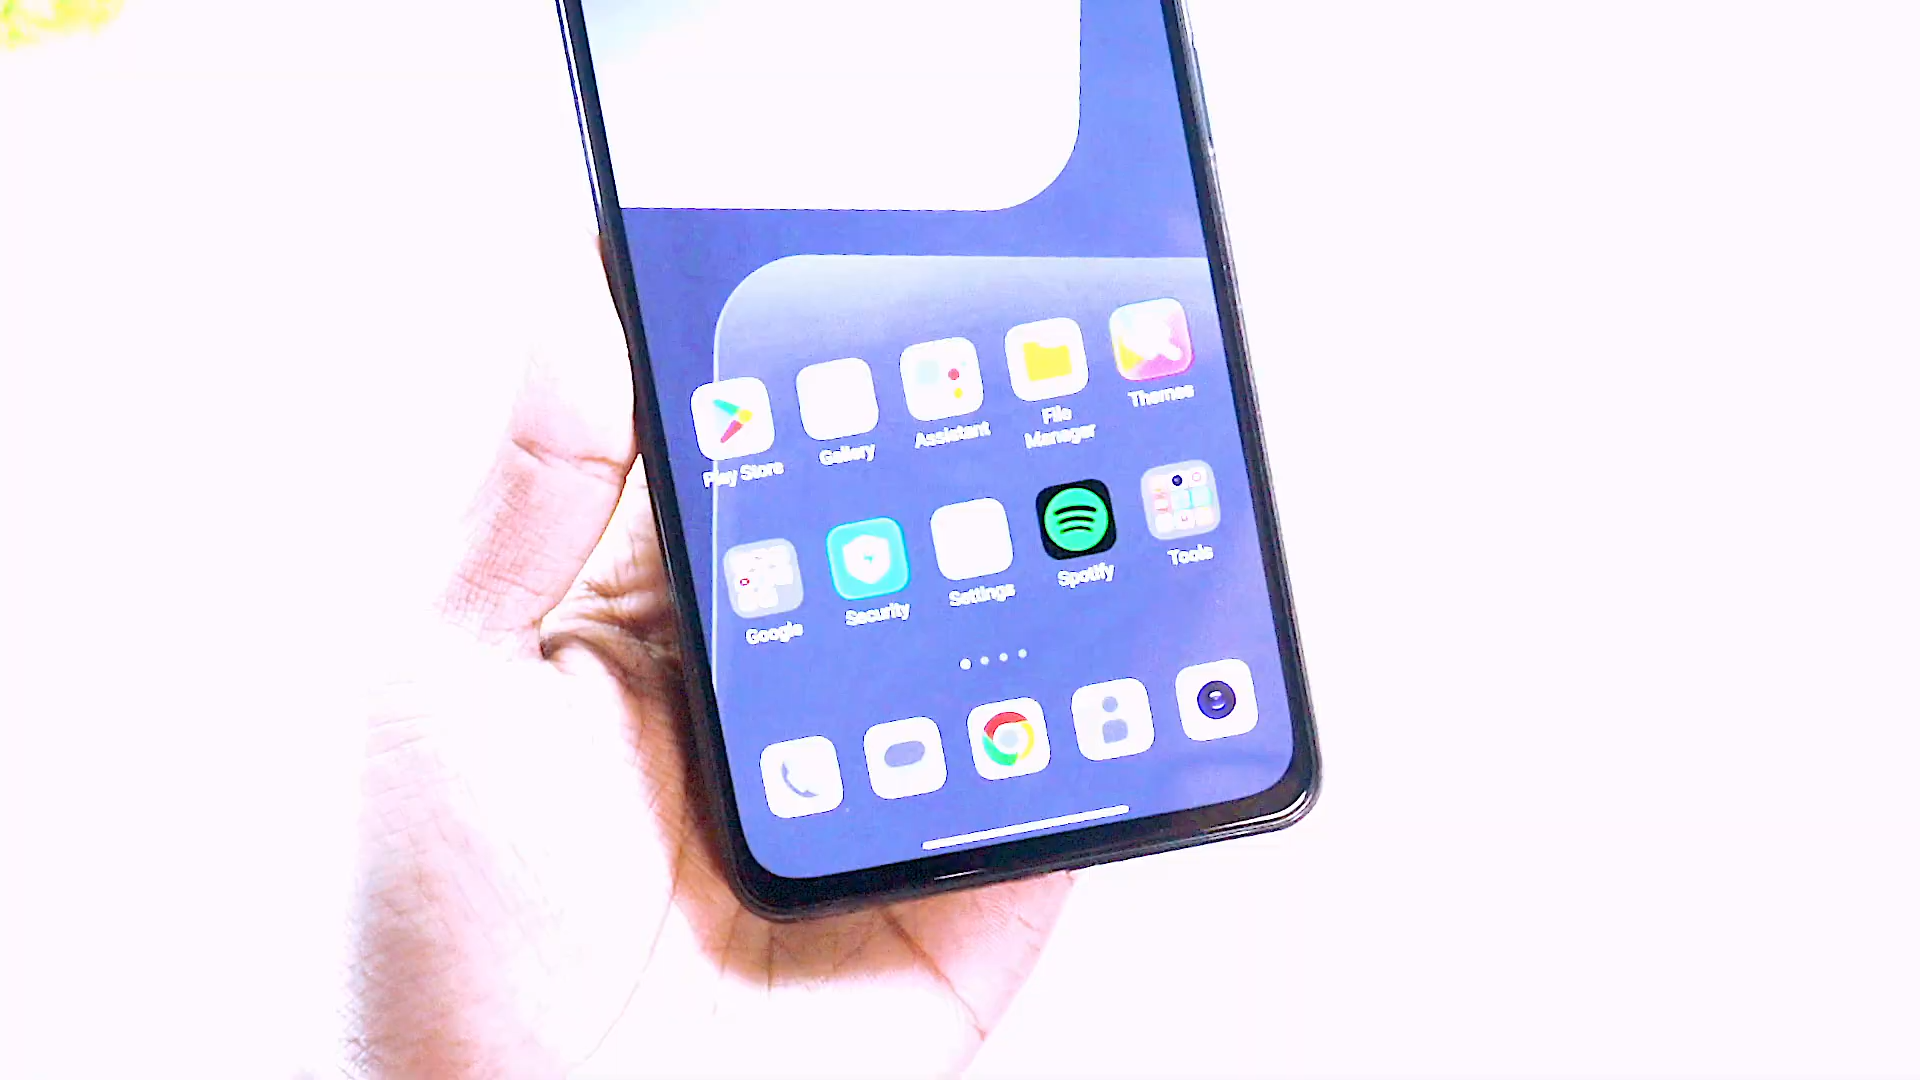 Play Store
Gallery
Assistant
File
Manager
Themes
Google
Security
Settings
Spotify
Tools